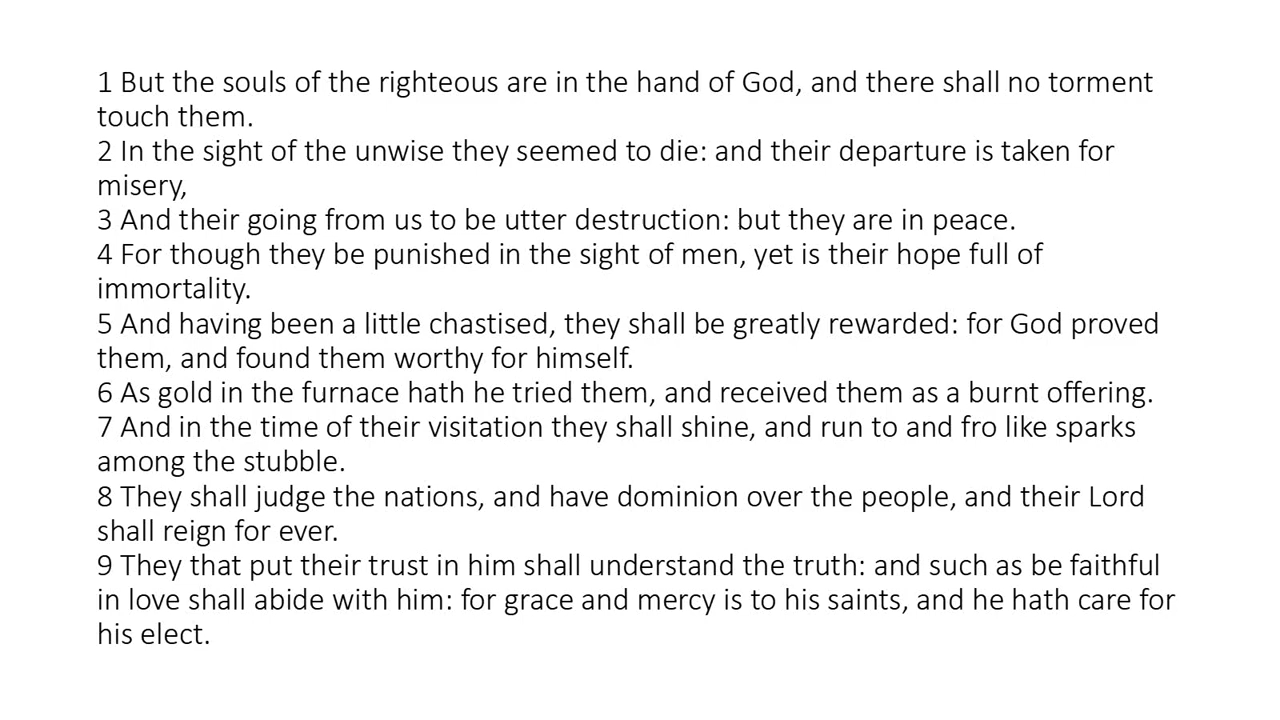 1 But the souls of the righteous are in the hand of God, and there shall no torment
touch them.
2 In the sight of the unwise they seemed to die: and their departure is taken for
misery,
3 And their going from us to be utter destruction: but they are in peace.
4 For though they be punished in the sight of men, yet is their hope full of
immortality.
5 And having been a little chastised, they shall be greatly rewarded: for God proved
them, and found them worthy for himself.
6 As gold in the furnace hath he tried them, and received them as a burnt offering.
7 And in the time of their visitation they shall shine, and run to and fro like sparks
among the stubble.
8 They shall judge the nations, and have dominion over the people, and their Lord
shall reign for ever.
9 They that put their trust in him shall understand the truth: and such as be faithful
in love shall abide with him: for grace and mercy is to his saints, and he hath care for
his elect.